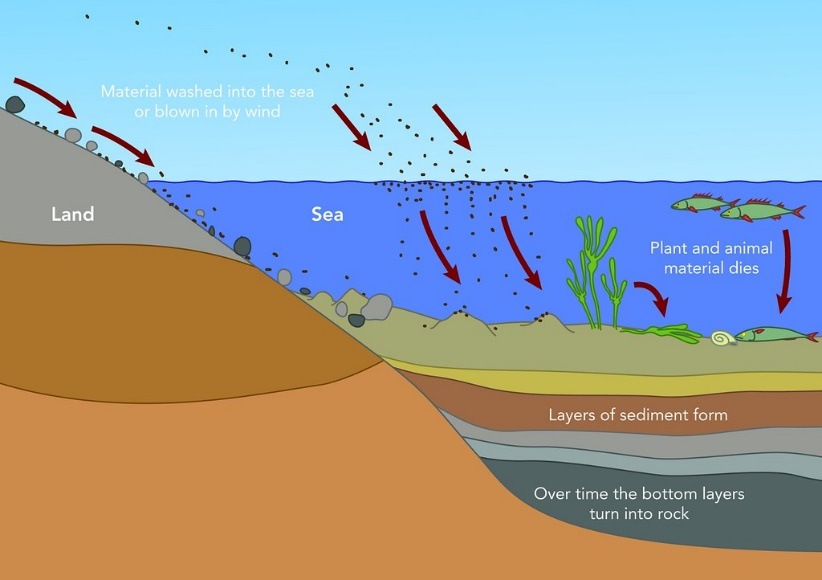 Material washed into the sea
or blown in by wind
Land
Sea
Plant and animal
material dies
Layers of sediment form
Over time the bottom layers
turn into rock